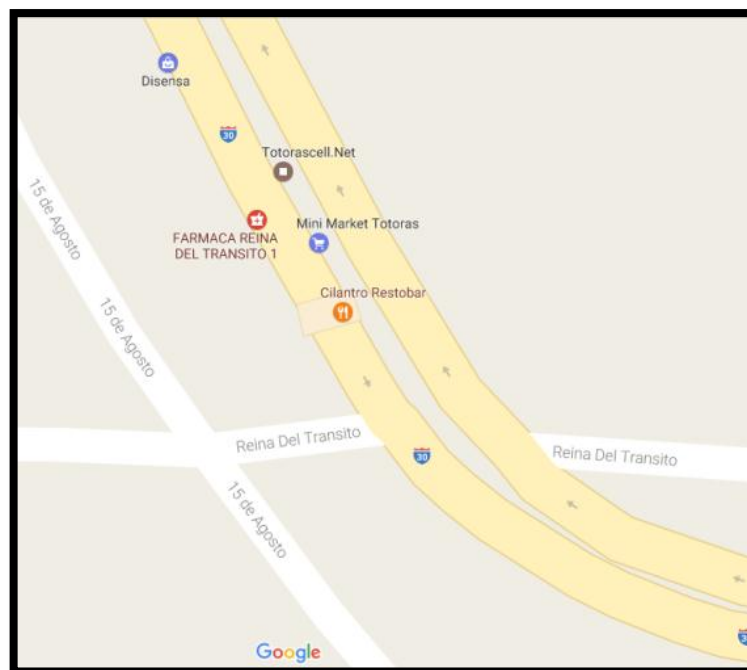 Disensa
30
Totorascell.Net
15 de Agosto
FARMACA REINA
DEL TRANSITO 1
Mini Market Totoras
Cilantro Restobar
15 de Agosto
Reina Del Transito
30
Reina Del Transito
15 de Agosto
30
Google